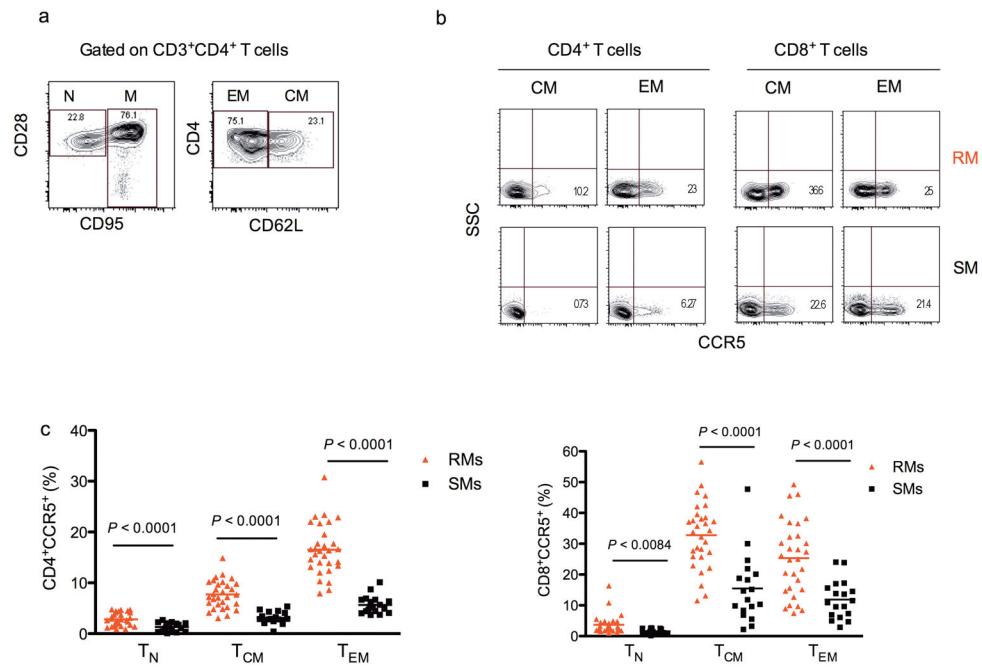 a
Gated on CD3⁺CD4⁺ T cells
N M
22.8 76.1
CD28
CD95
EM CM
75.1 23.1
CD4
CD62L
b
CD4⁺ T cells CD8⁺ T cells
CM EM CM EM
10.2 23 36.6 25
RM
SSC
0.73 6.27 22.6 21.4
SM
CCR5
c
CD4⁺CCR5⁺ (%)
40
30
20
10
0
P < 0.0001
P < 0.0001
P < 0.0001
RMs
SMs
T_N T_CM T_EM
CD8⁺CCR5⁺ (%)
60
50
40
30
20
10
0
P < 0.0084
P < 0.0001
P < 0.0001
RMs
SMs
T_N T_CM T_EM